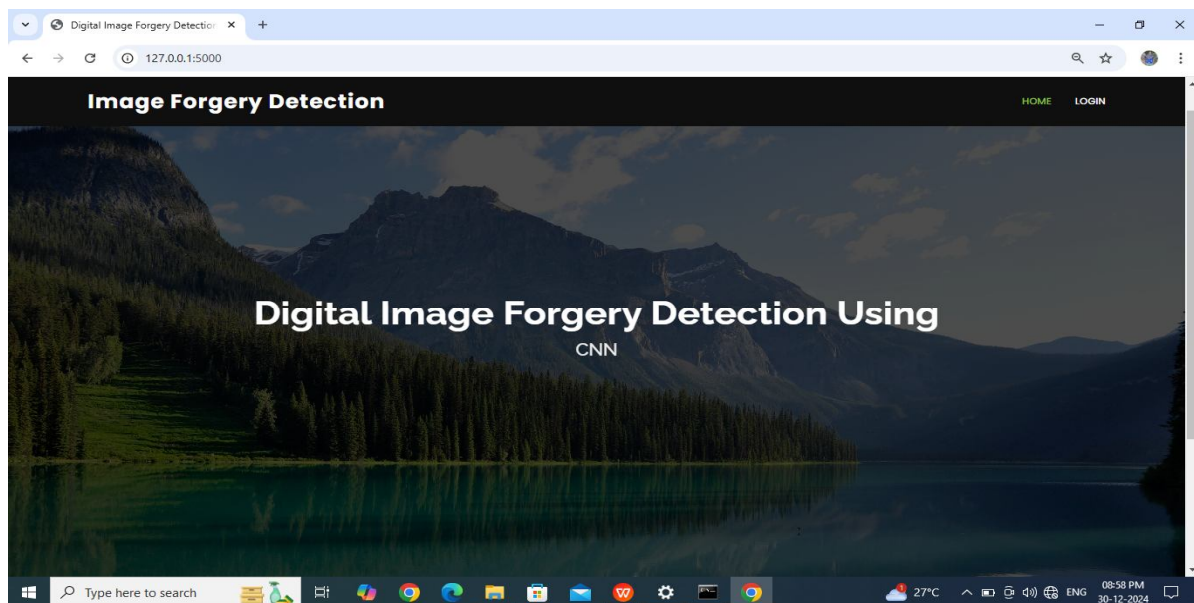 Digital Image Forgery Detection
127.0.0.1:5000
Image Forgery Detection
HOME LOGIN
Digital Image Forgery Detection Using
CNN
Type here to search
27°C
ENG
08:58 PM
30-12-2024